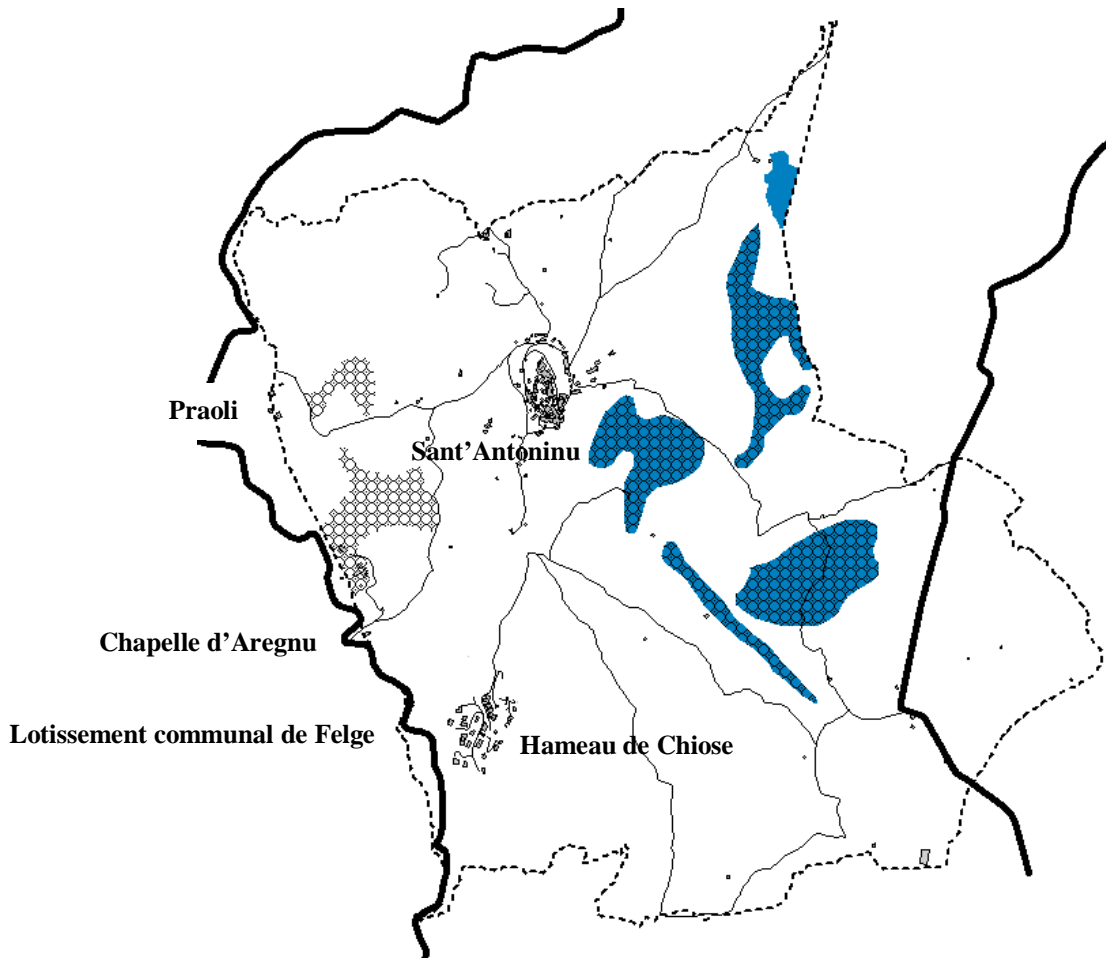 Praoli
Sant’Antoninu
Chapelle d’Aregnu
Lotissement communal de Felge
Hameau de Chiose